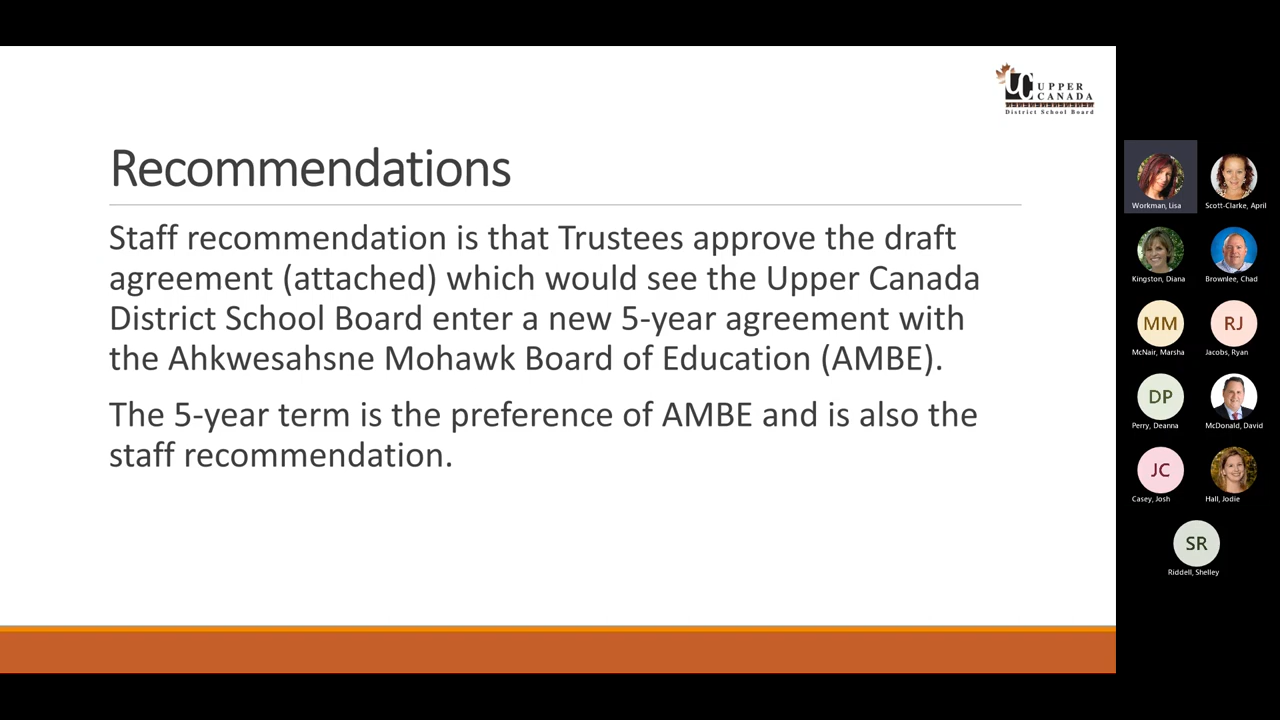 UC UPPER
CANADA
District School Board
Recommendations
Staff recommendation is that Trustees approve the draft
agreement (attached) which would see the Upper Canada
District School Board enter a new 5-year agreement with
the Ahkwesahsne Mohawk Board of Education (AMBE).
The 5-year term is the preference of AMBE and is also the
staff recommendation.
Workman, Lisa
Scott-Clarke, April
Kingston, Diana
Brownlee, Chad
MM
RJ
McNair, Marsha
Jacobs, Ryan
DP
Perry, Deanna
McDonald, David
JC
Casey, Josh
Hall, Jodie
SR
Riddell, Shelley